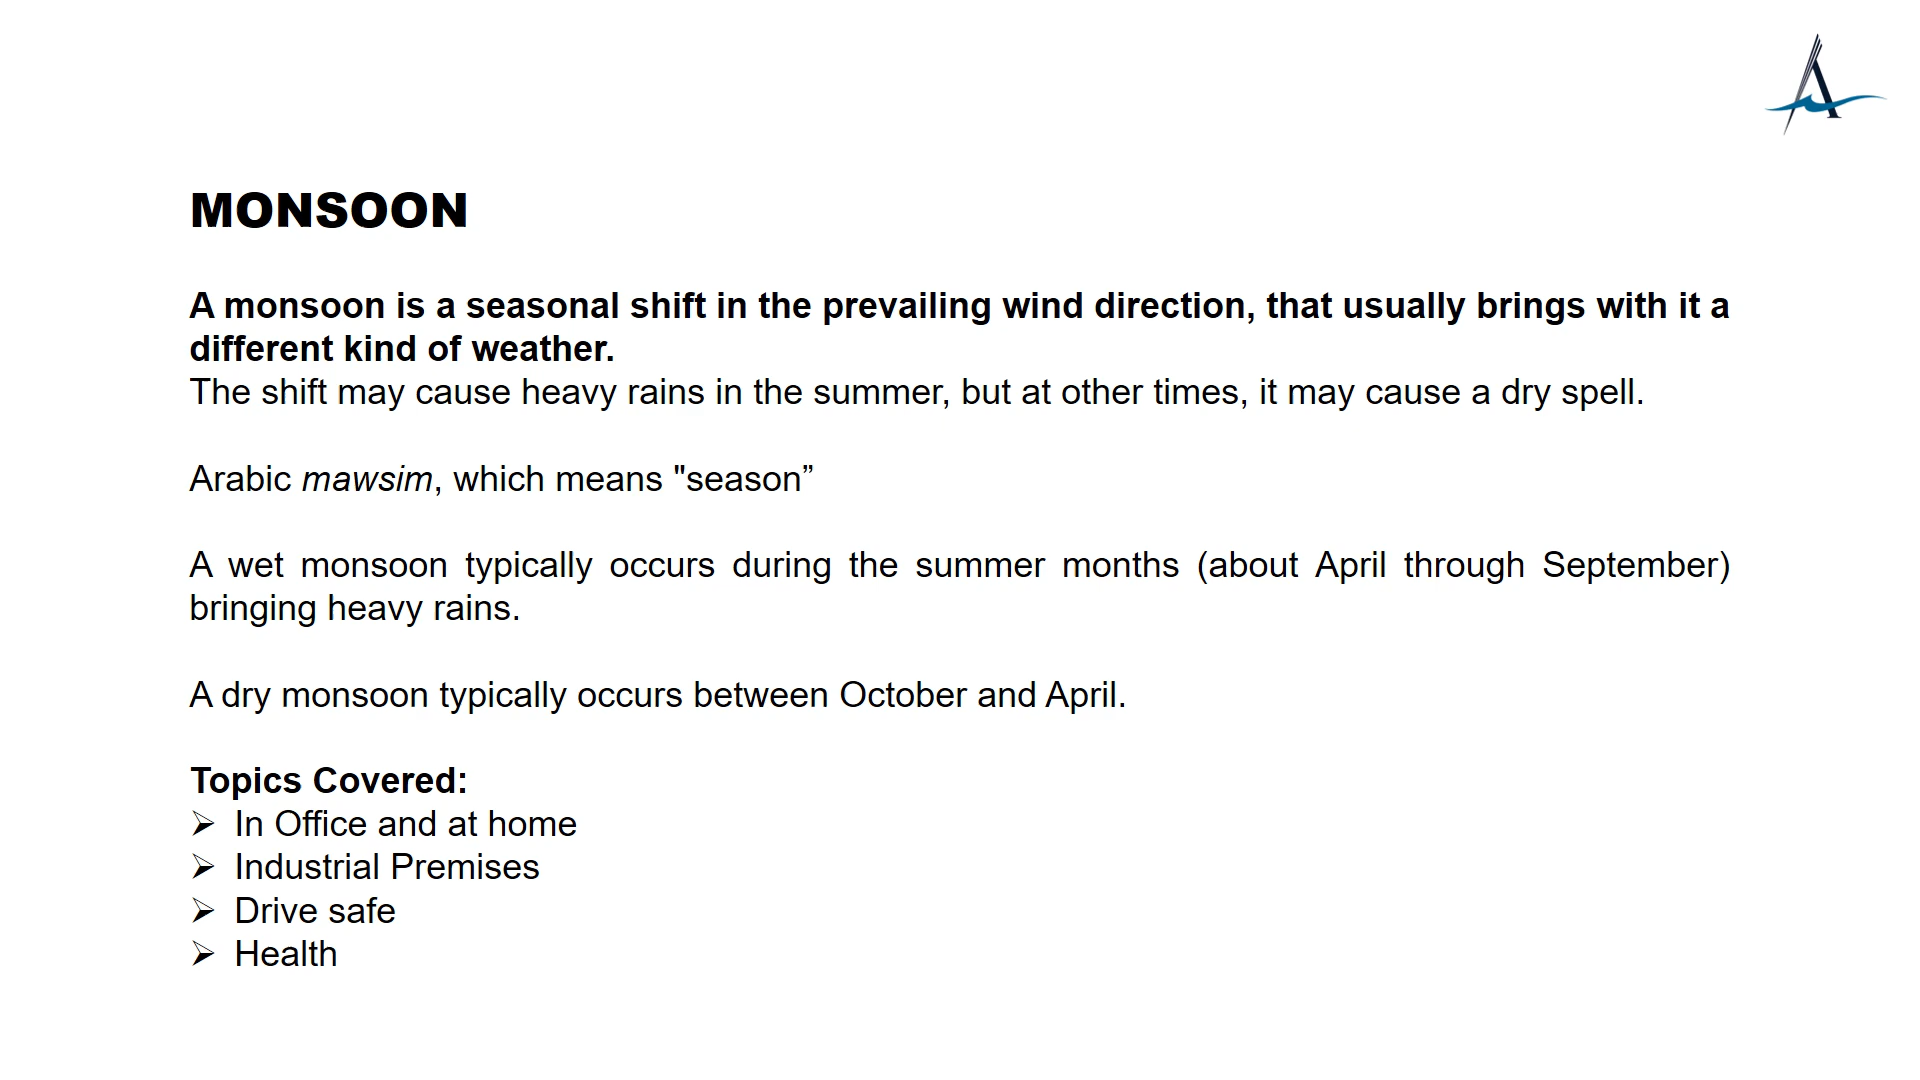 MONSOON
A monsoon is a seasonal shift in the prevailing wind direction, that usually brings with it a
different kind of weather.
The shift may cause heavy rains in the summer, but at other times, it may cause a dry spell.
Arabic mawsim, which means "season”
A wet monsoon typically occurs during the summer months (about April through September)
bringing heavy rains.
A dry monsoon typically occurs between October and April.
Topics Covered:
➢ In Office and at home
➢ Industrial Premises
➢ Drive safe
➢ Health